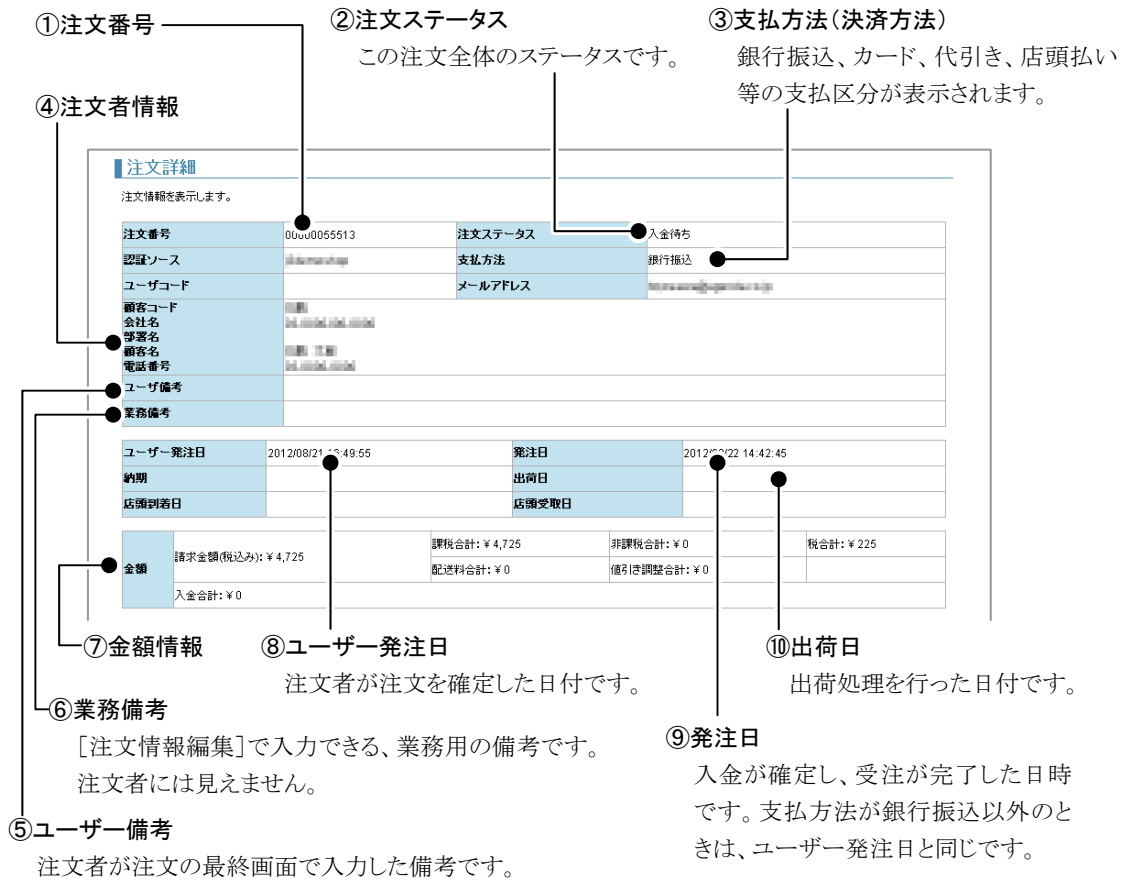 ①注文番号
②注文ステータス
この注文全体のステータスです。
③支払方法（決済方法）
銀行振込、カード、代引き、店頭払い
等の支払区分が表示されます。
④注文者情報
注文詳細
注文情報を表示します。
注文番号 00000055513 注文ステータス 入金待ち
認証ソース 支払方法 銀行振込
ユーザコード メールアドレス
顧客コード
会社名
部署名
顧客名
電話番号
ユーザ備考
業務備考
ユーザー発注日 2012/08/21 :49:55 発注日 2012/ /22 14:42:45
納期 出荷日
店頭到着日 店頭受取日
金額 請求金額(税込み):￥4,725 課税合計:￥4,725 非課税合計:￥0 税合計:￥225
配送料合計:￥0 値引き調整合計:￥0
入金合計:￥0
⑦金額情報
⑧ユーザー発注日
注文者が注文を確定した日付です。
⑩出荷日
出荷処理を行った日付です。
⑥業務備考
［注文情報編集］で入力できる、業務用の備考です。
注文者には見えません。
⑨発注日
入金が確定し、受注が完了した日時
です。支払方法が銀行振込以外のと
きは、ユーザー発注日と同じです。
⑤ユーザー備考
注文者が注文の最終画面で入力した備考です。